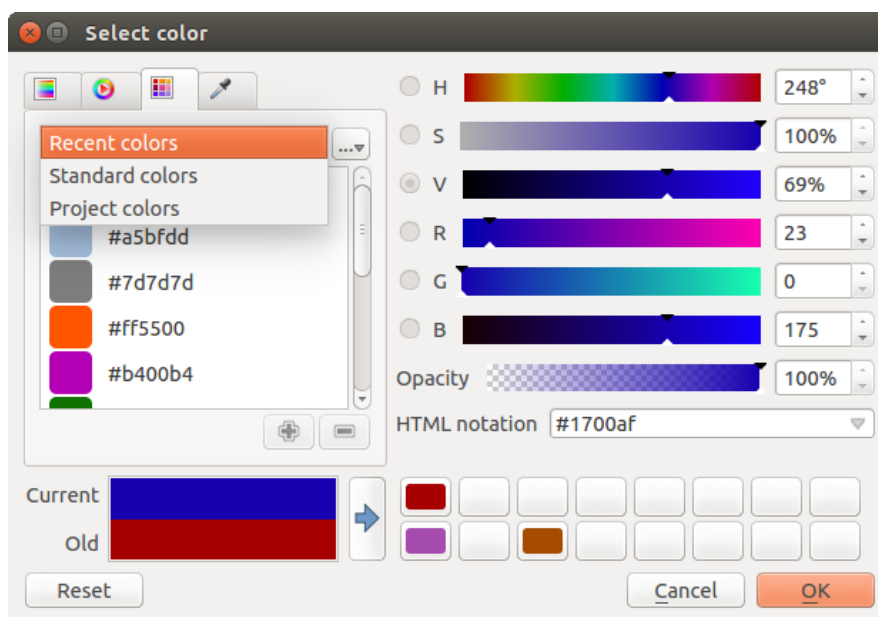 Select color
Recent colors
...
Standard colors
Project colors
#a5bfdd
#7d7d7d
#ff5500
#b400b4
H 248°
S 100%
V 69%
R 23
G 0
B 175
Opacity 100%
HTML notation #1700af
Current
Old
Reset
Cancel
OK